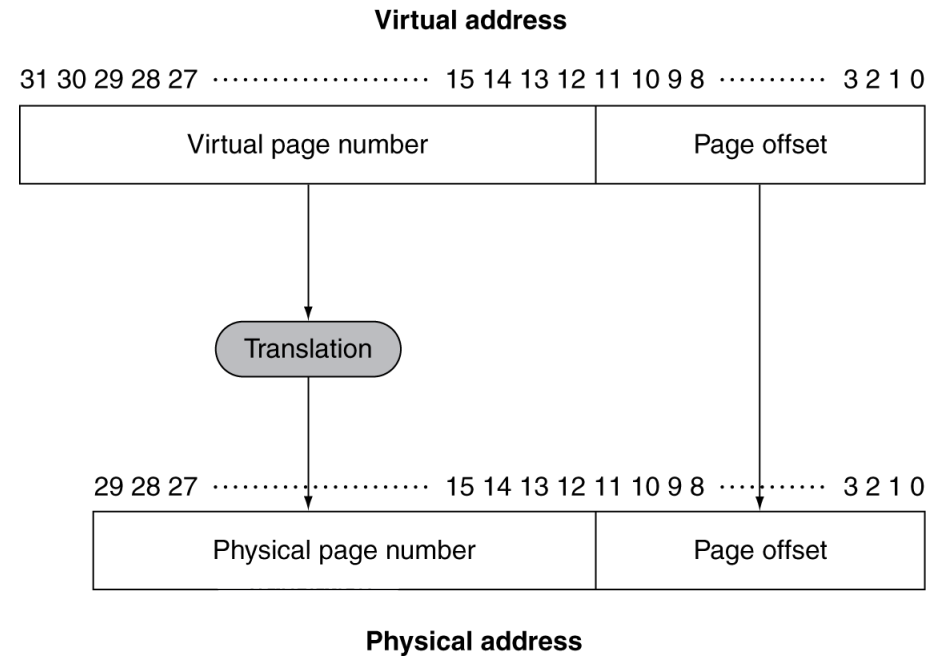 Virtual address
31 30 29 28 27 ······················ 15 14 13 12 11 10 9 8 ··········· 3 2 1 0
Virtual page number Page offset
Translation
29 28 27 ······················ 15 14 13 12 11 10 9 8 ··········· 3 2 1 0
Physical page number Page offset
Physical address